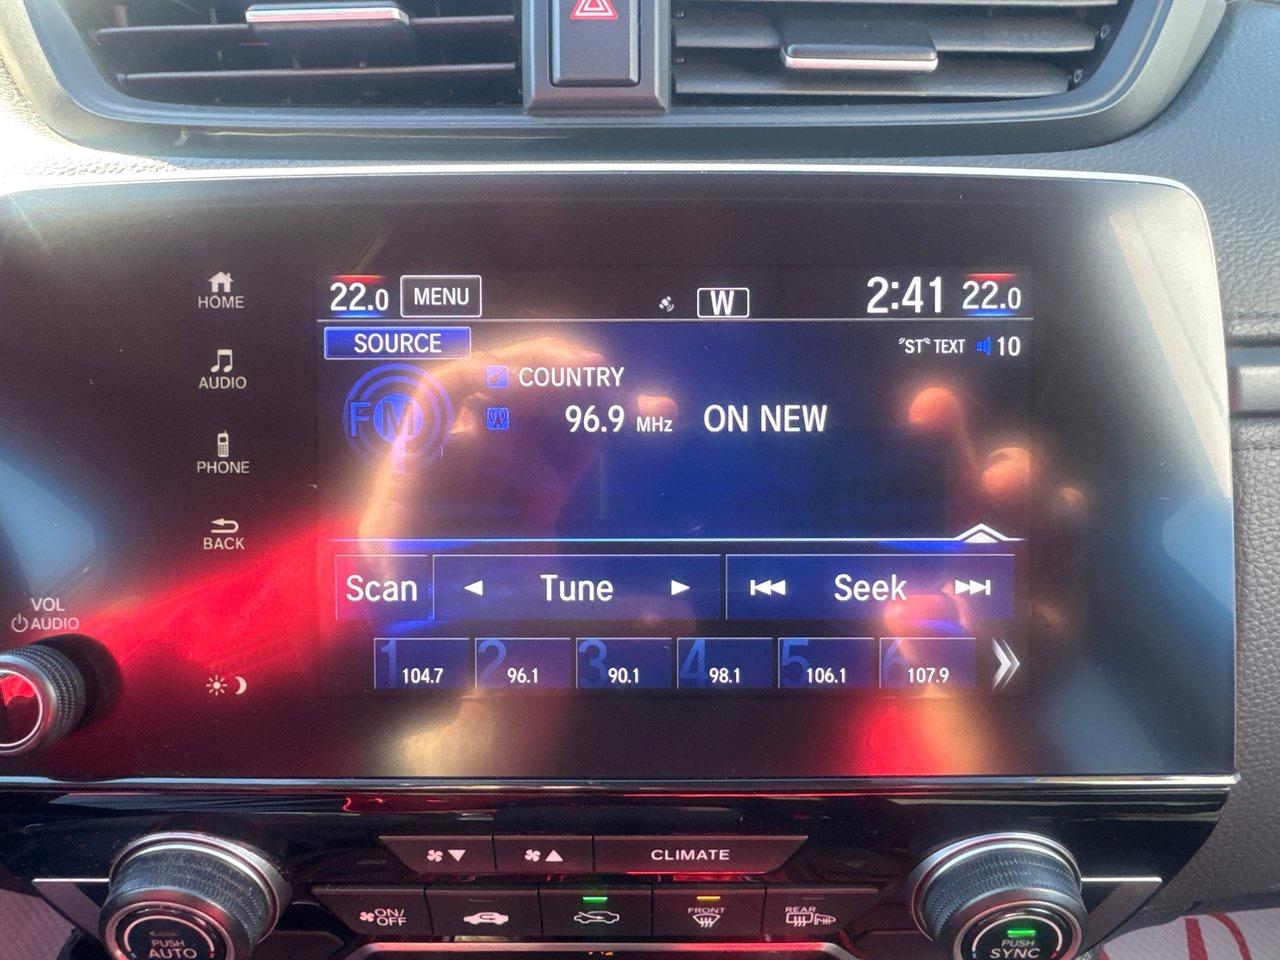 HOME
22.0 MENU W 2:41 22.0
SOURCE "ST" TEXT 10
AUDIO
COUNTRY
FM 96.9 MHz ON NEW
PHONE
BACK
Scan Tune Seek
VOL
AUDIO
1 104.7 2 96.1 3 90.1 4 98.1 5 106.1 6 107.9
CLIMATE
ON/
OFF
FRONT
REAR
PUSH
AUTO
PUSH
SYNC